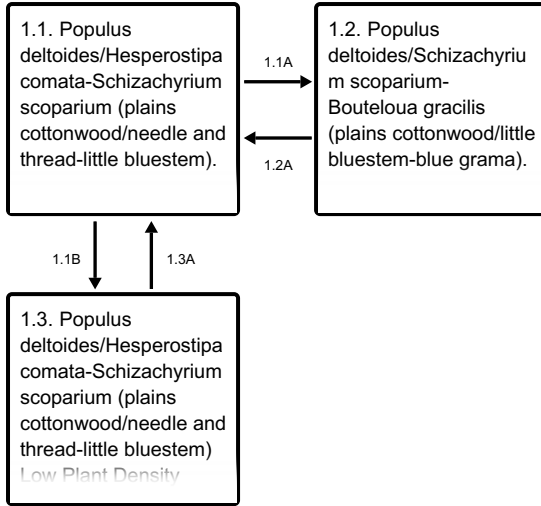 1.1. Populus
deltoides/Hesperostipa
comata-Schizachyrium
scoparium (plains
cottonwood/needle and
thread-little bluestem).
1.1A
1.2A
1.2. Populus
deltoides/Schizachyriu
m scoparium-
Bouteloua gracilis
(plains cottonwood/little
bluestem-blue grama).
1.1B
1.3A
1.3. Populus
deltoides/Hesperostipa
comata-Schizachyrium
scoparium (plains
cottonwood/needle and
thread-little bluestem)
Low Plant Density